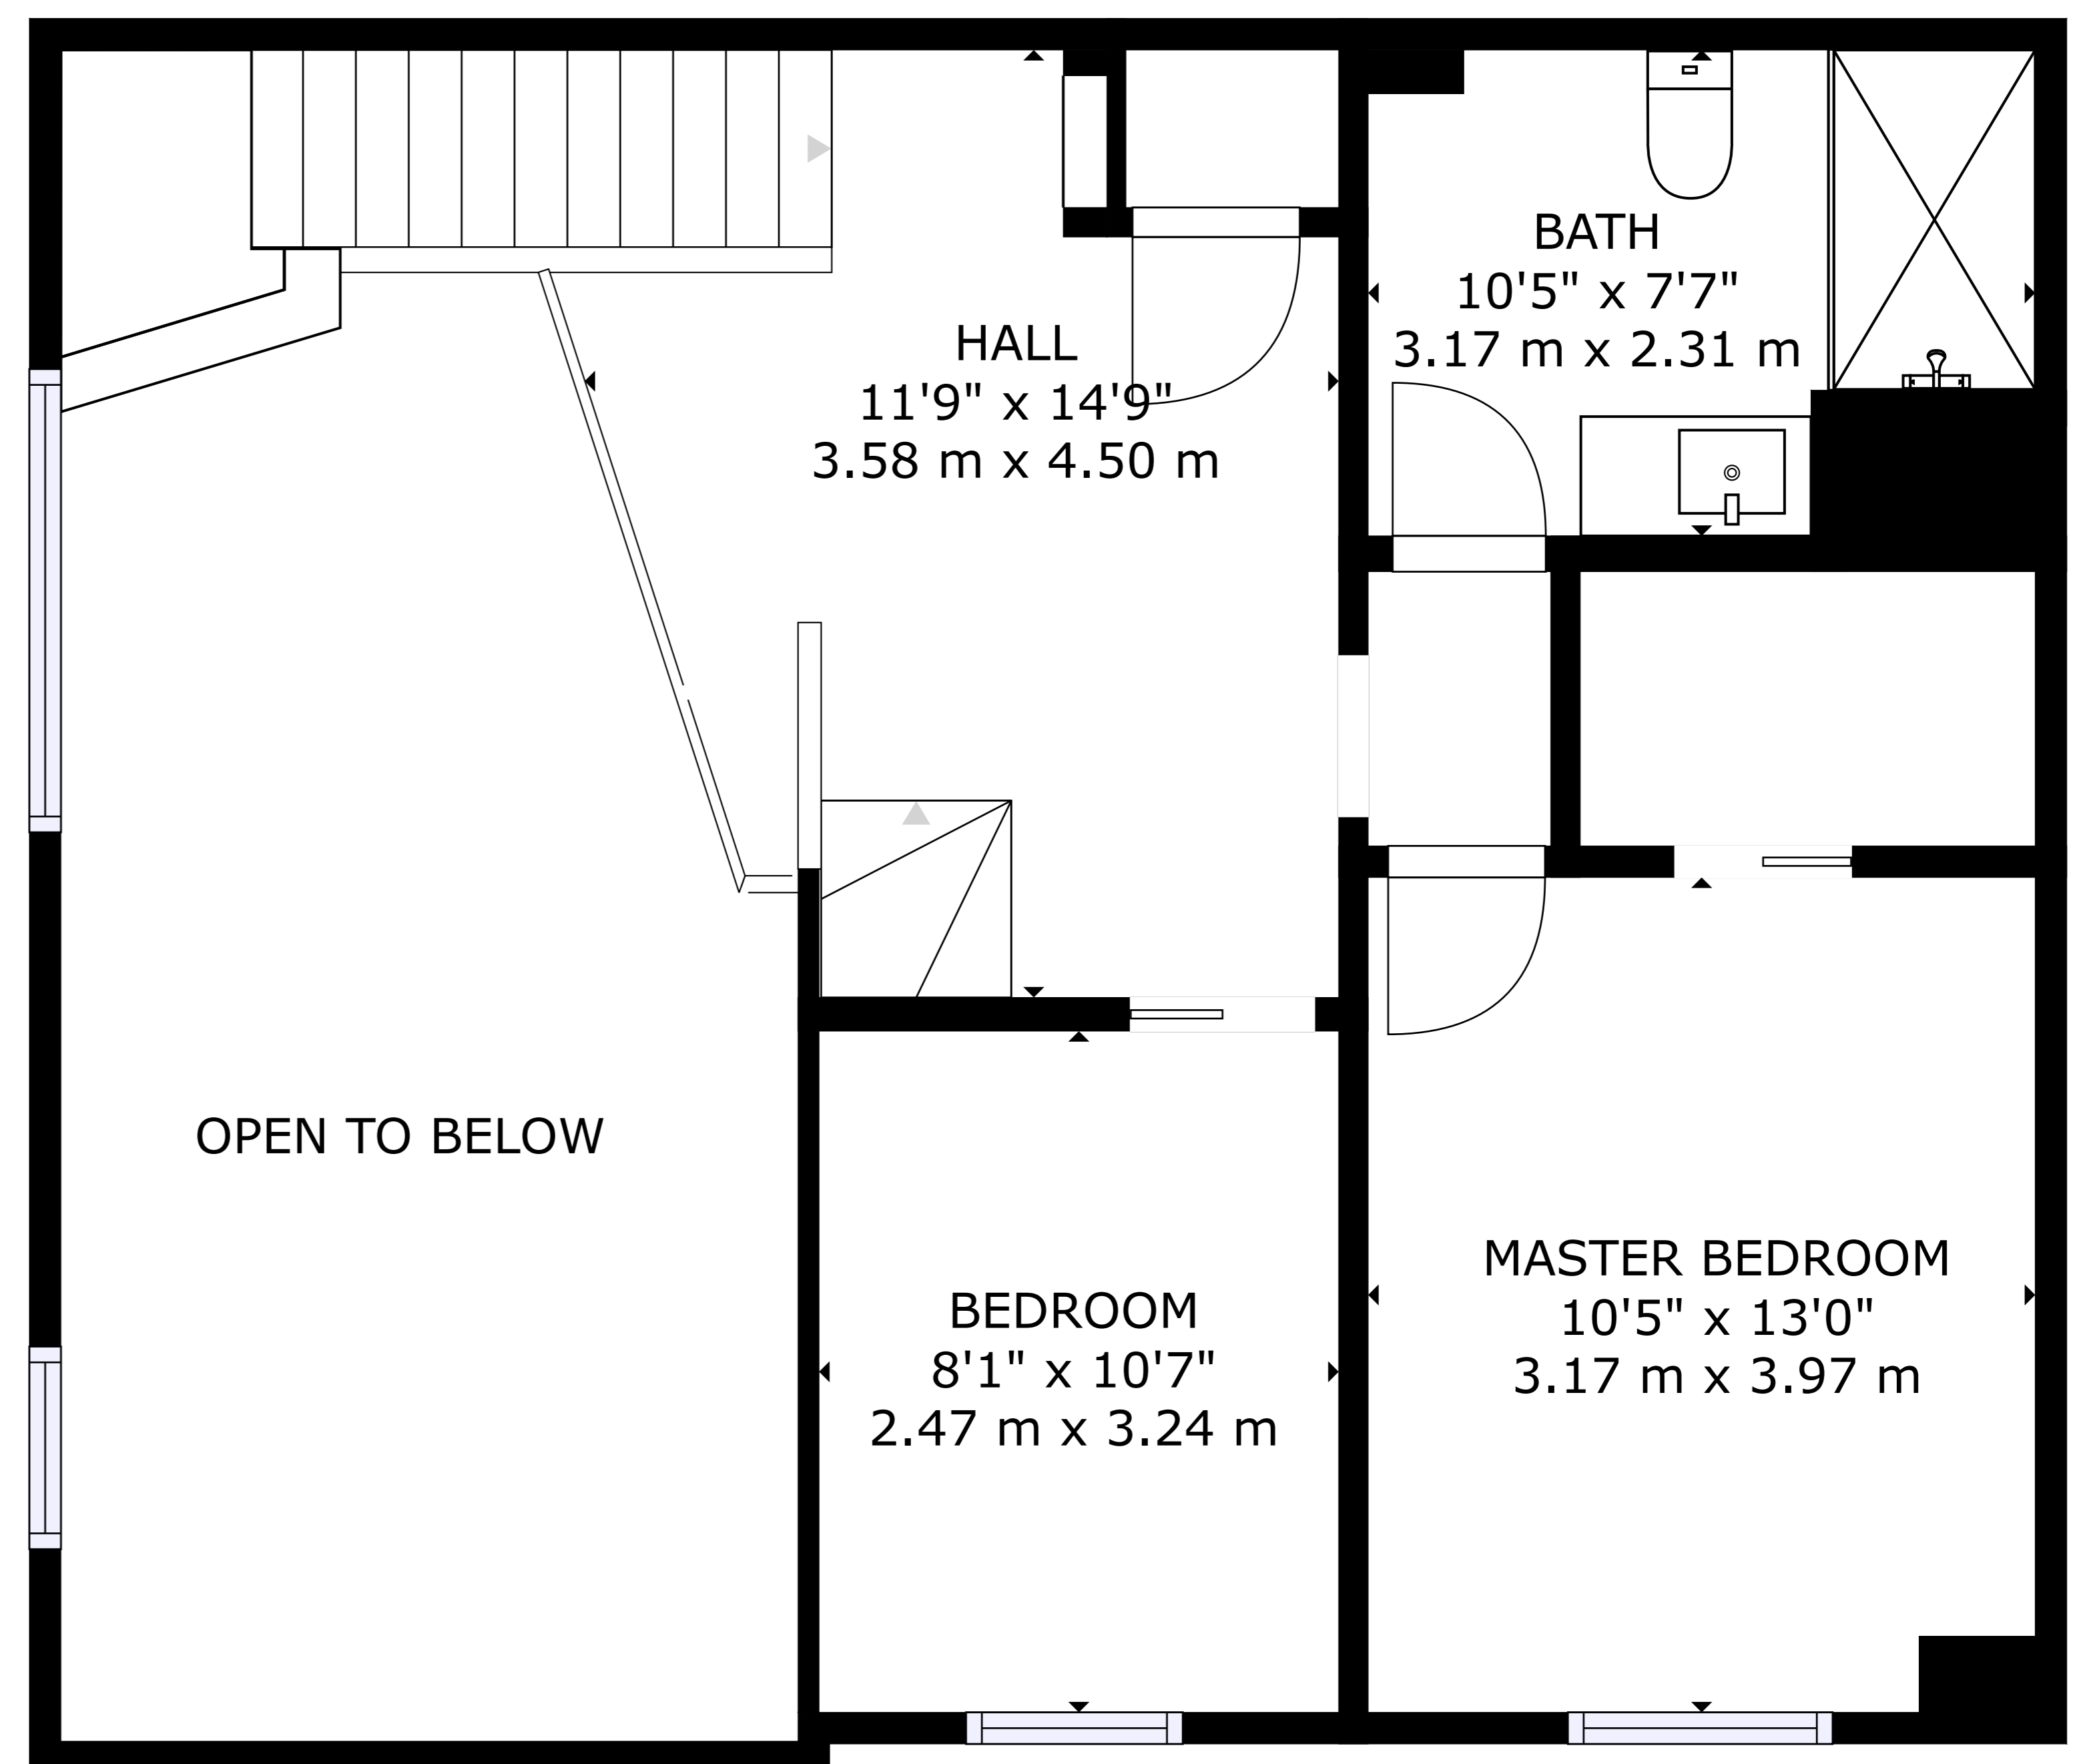 BATH
10'5" x 7'7"
3.17 m x 2.31 m
HALL
11'9" x 14'9"
3.58 m x 4.50 m
OPEN TO BELOW
MASTER BEDROOM
10'5" x 13'0"
3.17 m x 3.97 m
BEDROOM
8'1" x 10'7"
2.47 m x 3.24 m